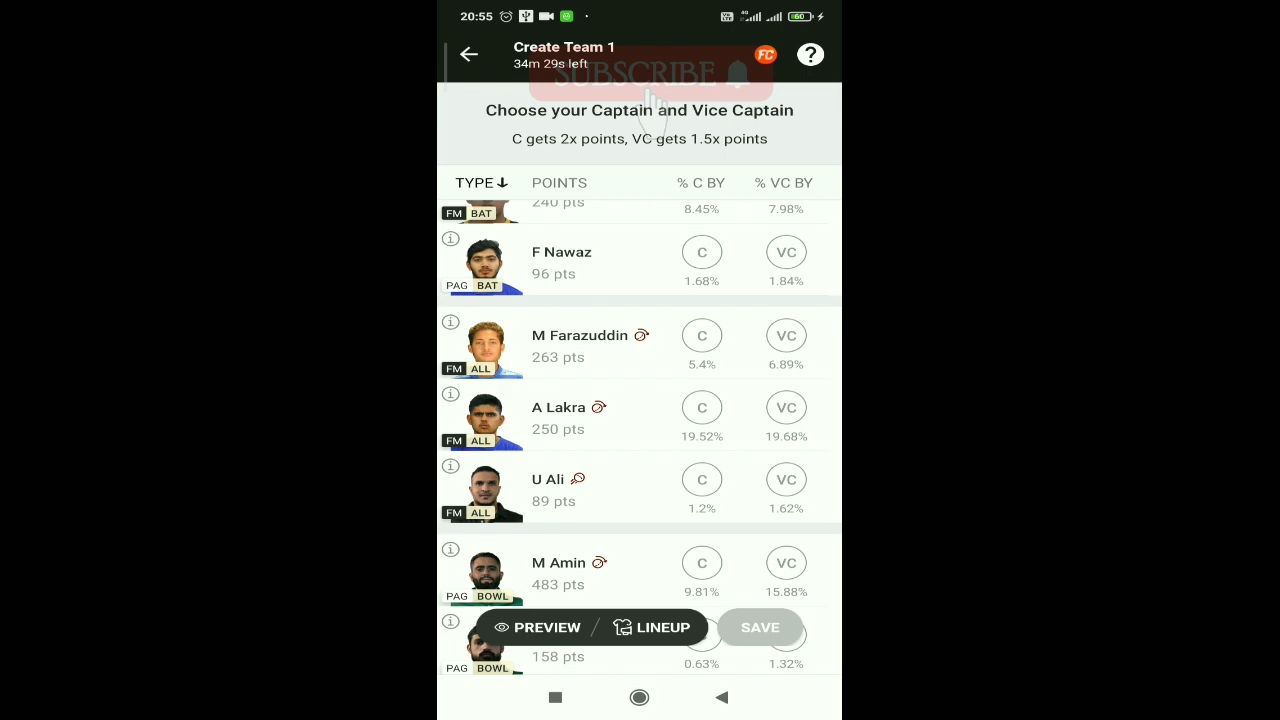 20:55 4G 60
Create Team 1
34m 29s left
FC ?
SUBSCRIBE
Choose your Captain and Vice Captain
C gets 2x points, VC gets 1.5x points
TYPE POINTS % C BY % VC BY
240 pts 8.45% 7.98%
FM BAT
F Nawaz C VC
96 pts 1.68% 1.84%
PAG BAT
M Farazuddin C VC
263 pts 5.4% 6.89%
FM ALL
A Lakra C VC
250 pts 19.52% 19.68%
FM ALL
U Ali C VC
89 pts 1.2% 1.62%
FM ALL
M Amin C VC
483 pts 9.81% 15.88%
PAG BOWL
PREVIEW / LINEUP SAVE
158 pts 0.63% 1.32%
PAG BOWL